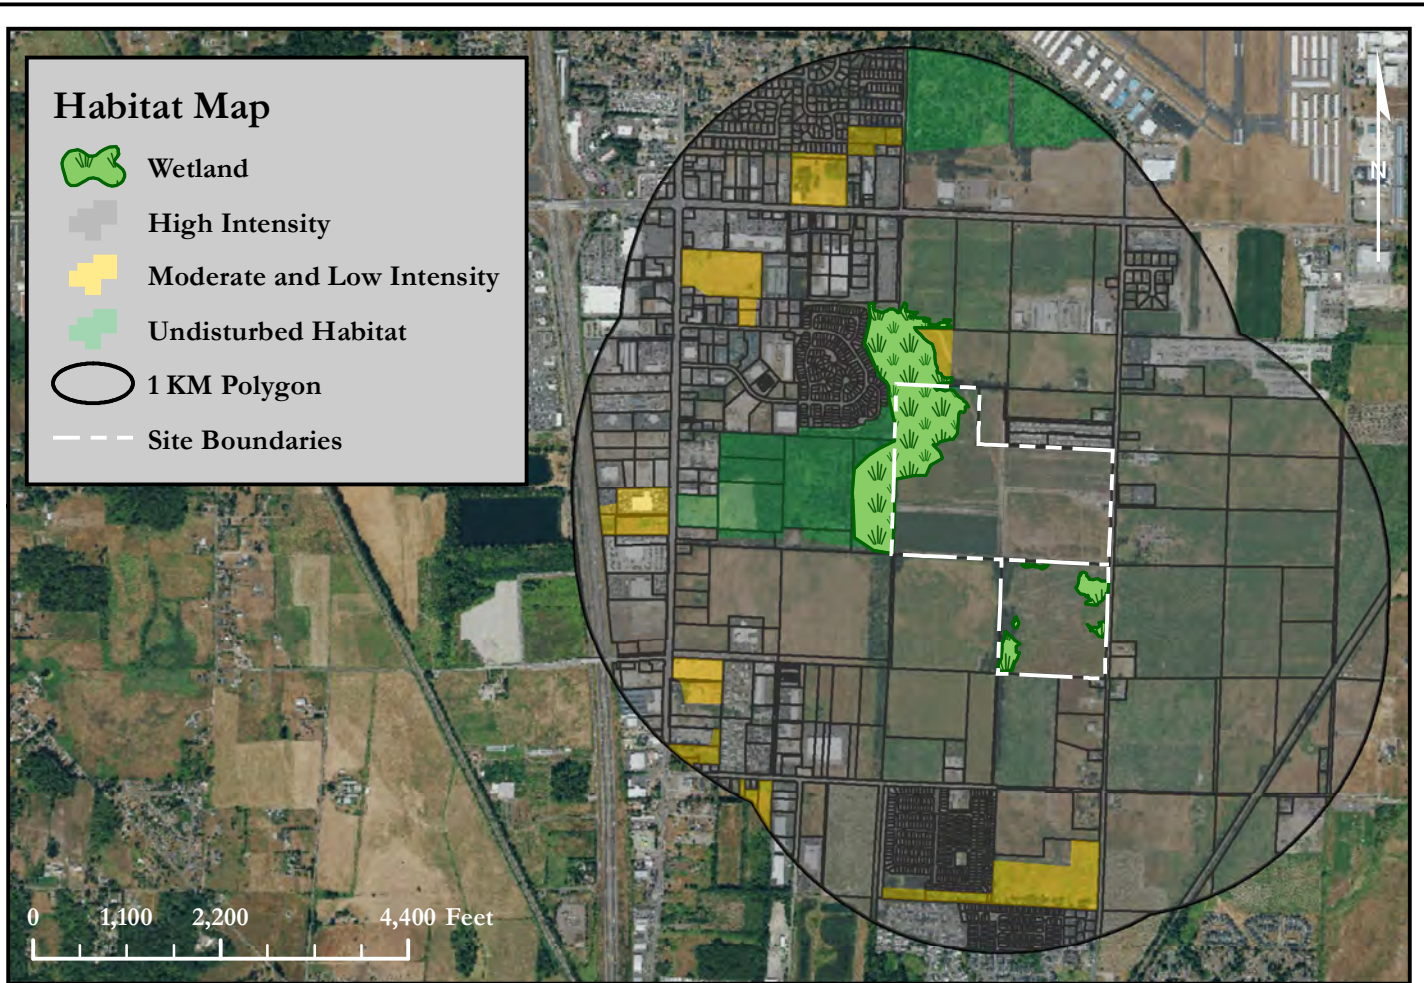 Habitat Map
Wetland
High Intensity
Moderate and Low Intensity
Undisturbed Habitat
1 KM Polygon
Site Boundaries
N
0 1,100 2,200 4,400 Feet